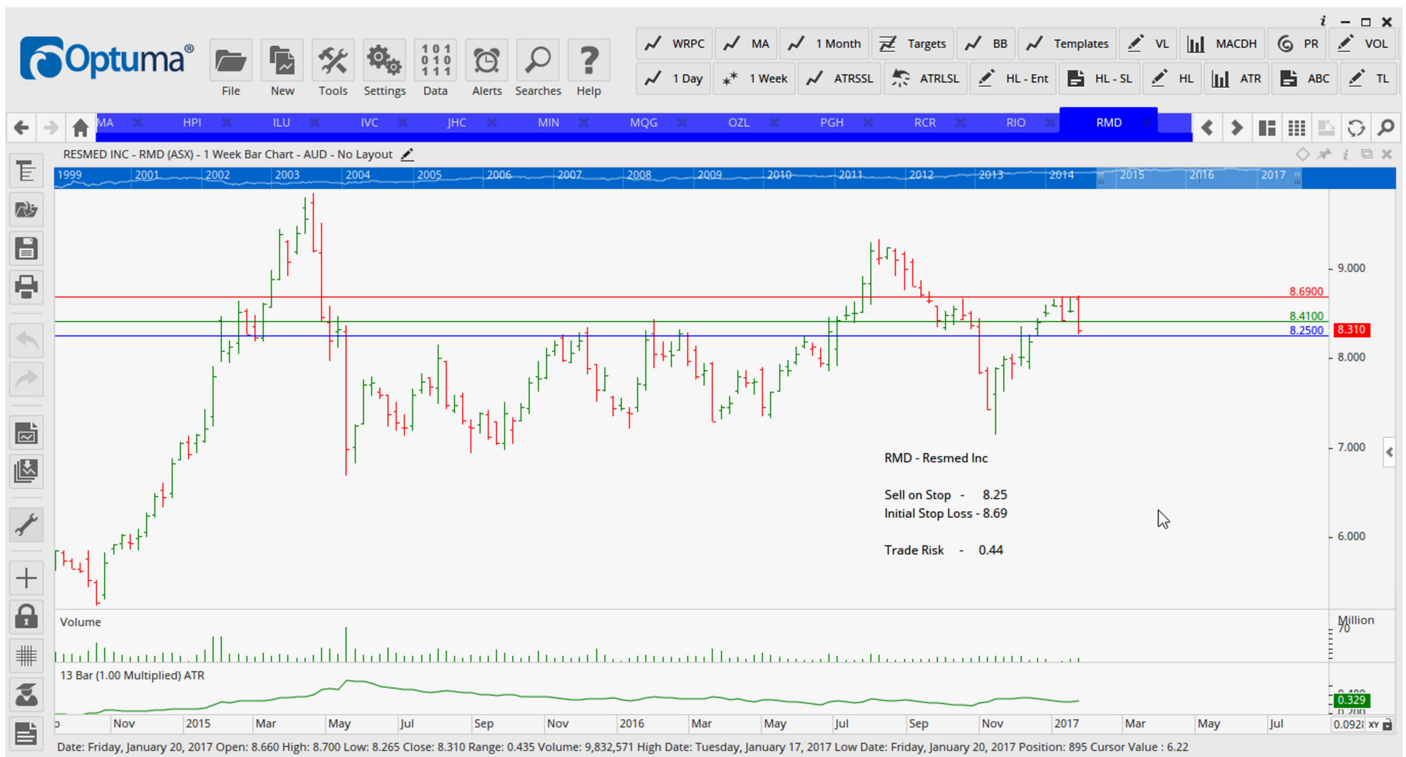 Optuma®
File New Tools Settings 101 010 111 Data Alerts Searches Help
WRPC MA 1 Month Targets BB Templates VL MACDH PR VOL
1 Day 1 Week ATRSSL ATRLSL HL - Ent HL - SL HL ATR ABC TL
MA HPI ILU IVC JHC MIN MQG OZL PGH RCR RIO RMD
RESMED INC - RMD (ASX) - 1 Week Bar Chart - AUD - No Layout
1999 2001 2002 2003 2004 2005 2006 2007 2008 2009 2010 2011 2012 2013 2014 2015 2016 2017
9.000
8.6900
8.4100
8.2500 8.310
8.000
7.000
RMD - Resmed Inc
Sell on Stop - 8.25
Initial Stop Loss - 8.69
6.000
Trade Risk - 0.44
Volume
Million
70
13 Bar (1.00 Multiplied) ATR
0.329
Nov 2015 Mar May Jul Sep Nov 2016 Mar May Jul Sep Nov 2017 Mar May Jul XY
Date: Friday, January 20, 2017 Open: 8.660 High: 8.700 Low: 8.265 Close: 8.310 Range: 0.435 Volume: 9,832,571 High Date: Tuesday, January 17, 2017 Low Date: Friday, January 20, 2017 Position: 895 Cursor Value : 6.22